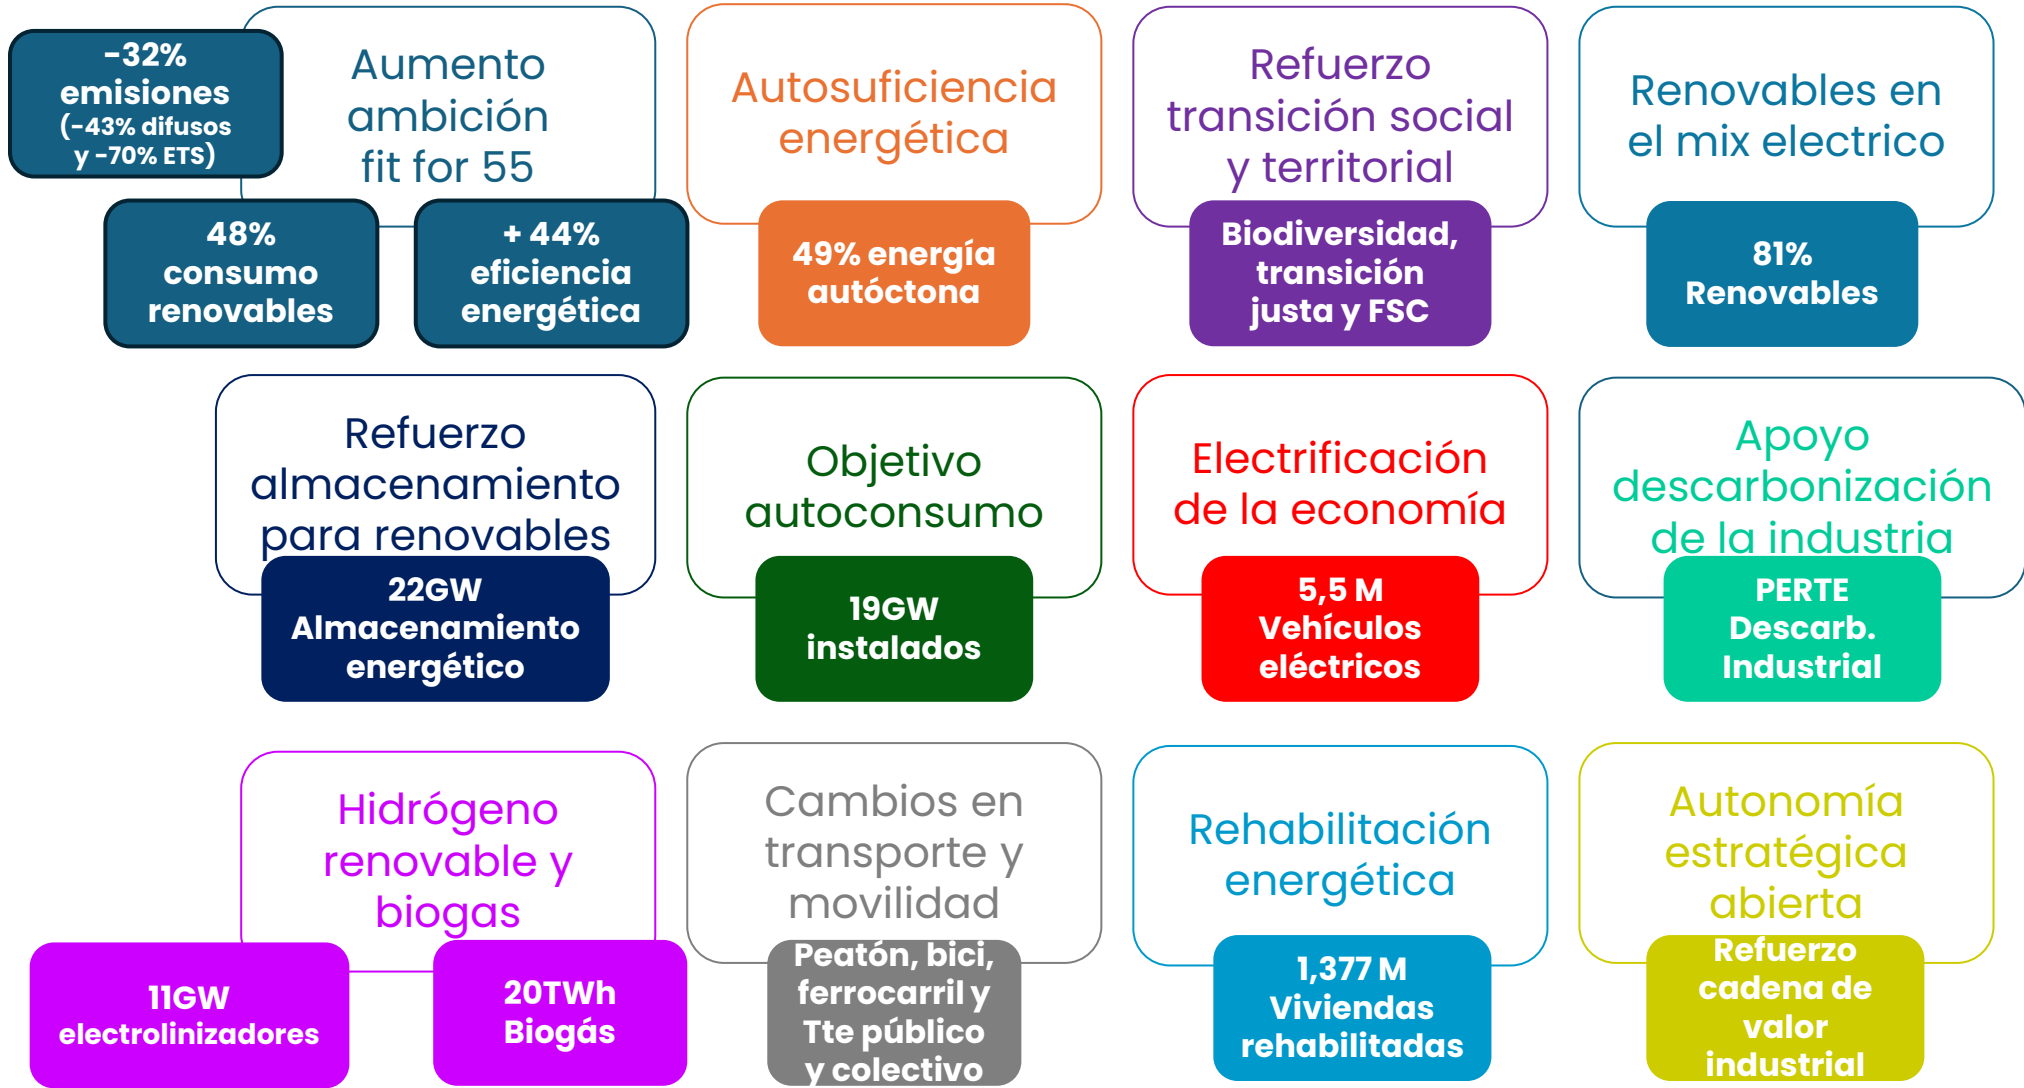 -32%
emisiones
(-43% difusos
y -70% ETS)
Aumento
ambición
fit for 55
48%
consumo
renovables
+ 44%
eficiencia
energética
Autosuficiencia
energética
49% energía
autóctona
Refuerzo
transición social
y territorial
Biodiversidad,
transición
justa y FSC
Renovables en
el mix electrico
81%
Renovables
Refuerzo
almacenamiento
para renovables
22GW
Almacenamiento
energético
Objetivo
autoconsumo
19GW
instalados
Electrificación
de la economía
5,5 M
Vehículos
eléctricos
Apoyo
descarbonización
de la industria
PERTE
Descarb.
Industrial
Hidrógeno
renovable y
biogas
11GW
electrolinizadores
20TWh
Biogás
Cambios en
transporte y
movilidad
Peatón, bici,
ferrocarril y
Tte público
y colectivo
Rehabilitación
energética
1,377 M
Viviendas
rehabilitadas
Autonomía
estratégica
abierta
Refuerzo
cadena de
valor
industrial